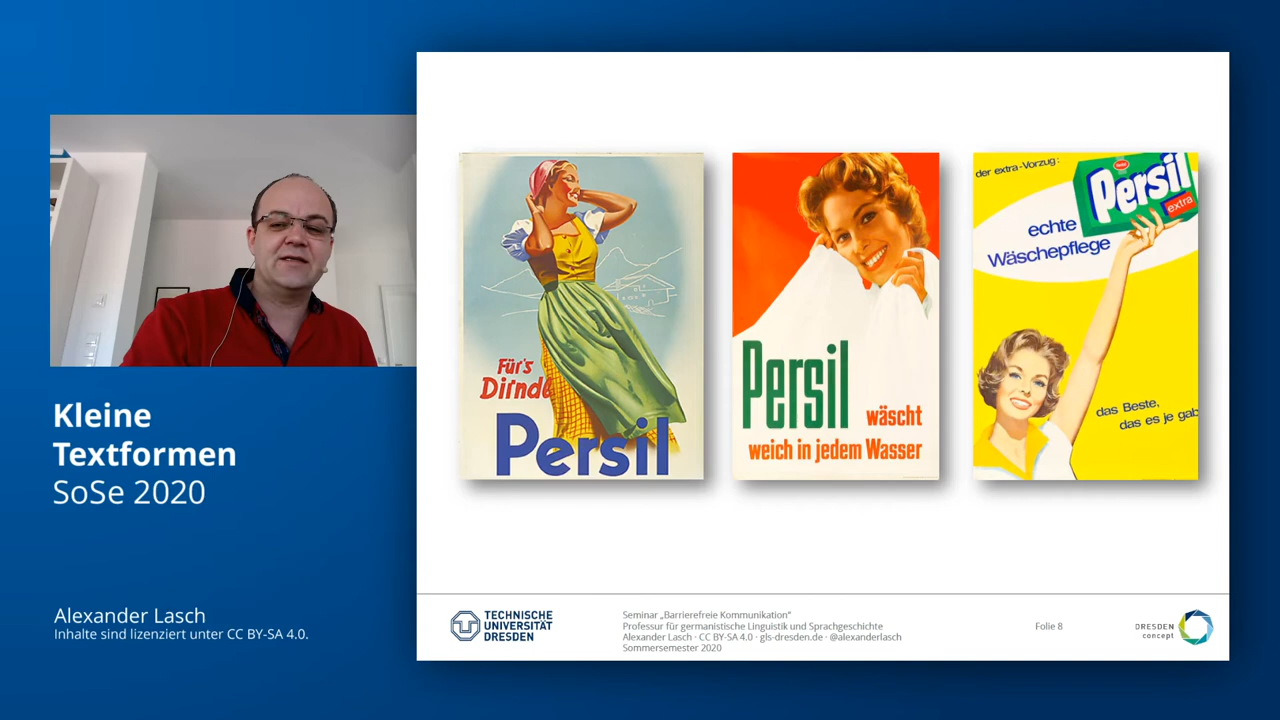 Kleine
Textformen
SoSe 2020
Alexander Lasch
Inhalte sind lizenziert unter CC BY-SA 4.0.
Für's
Dirndl
Persil
Persil
wäscht
weich in jedem Wasser
der extra-Vorzug:
Persil
extra
echte
Wäschepflege
das Beste,
das es je gab
TECHNISCHE
UNIVERSITÄT
DRESDEN
Seminar „Barrierefreie Kommunikation“
Professur für germanistische Linguistik und Sprachgeschichte
Alexander Lasch · CC BY-SA 4.0 · gls-dresden.de · @alexanderlasch
Sommersemester 2020
Folie 8
DRESDEN
concept